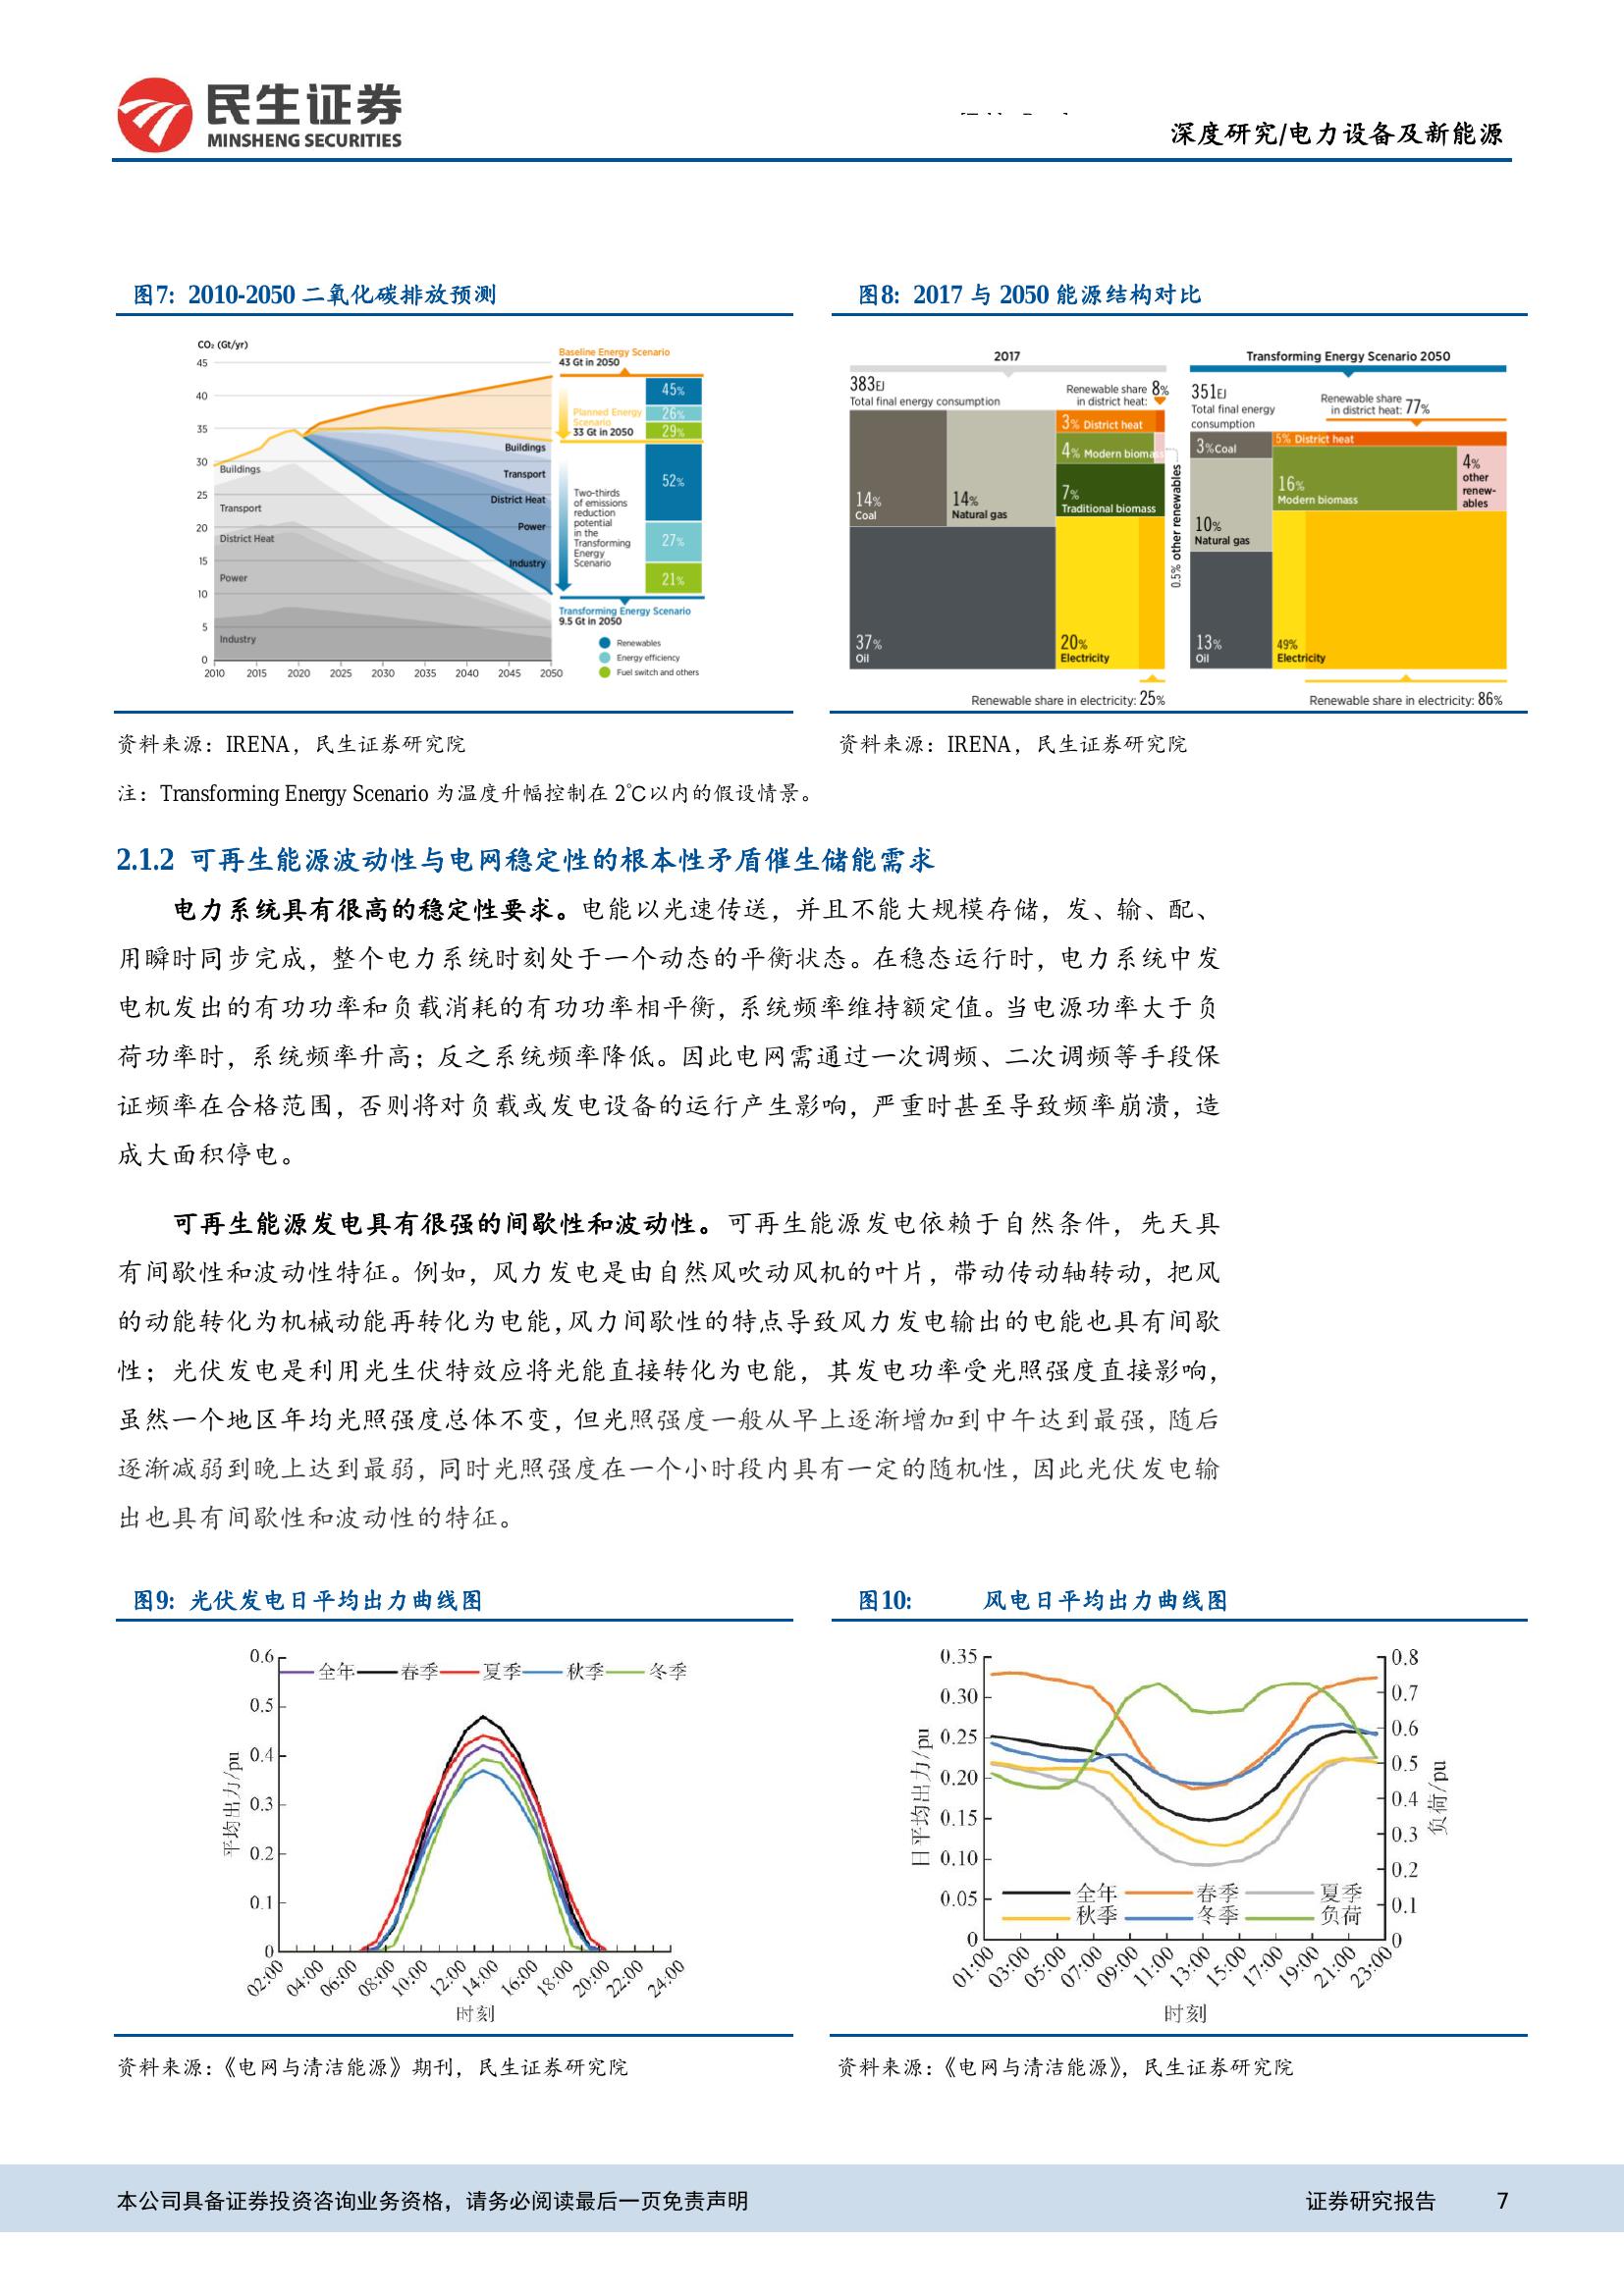 民生证券
MINSHENG SECURITIES
深度研究/电力设备及新能源
图7: 2010-2050 二氧化碳排放预测
CO₂ (Gt/yr)
45
40
35
30
25
20
15
10
5
0
2010 2015 2020 2025 2030 2035 2040 2045 2050
Buildings
Transport
District Heat
Power
Industry
Buildings
Transport
District Heat
Power
Industry
Baseline Energy Scenario
43 Gt in 2050
Planned Energy
Scenario
33 Gt in 2050
45%
26%
29%
Two-thirds
of emissions
reduction
potential
in the
Transforming
Energy
Scenario
52%
27%
21%
Transforming Energy Scenario
9.5 Gt in 2050
Renewables
Energy efficiency
Fuel switch and others
图8: 2017 与 2050 能源结构对比
2017
383EJ
Total final energy consumption
Renewable share 8%
in district heat:
3% District heat
4% Modern biomass
7%
Traditional biomass
14%
Coal
14%
Natural gas
37%
Oil
20%
Electricity
0.5% other renewables
Renewable share in electricity: 25%
Transforming Energy Scenario 2050
351EJ
Total final energy
consumption
Renewable share
in district heat: 77%
3%Coal
5% District heat
16%
Modern biomass
4%
other
renew-
ables
10%
Natural gas
13%
Oil
49%
Electricity
Renewable share in electricity: 86%
资料来源：IRENA，民生证券研究院
资料来源：IRENA，民生证券研究院
注：Transforming Energy Scenario 为温度升幅控制在 2℃以内的假设情景。
2.1.2 可再生能源波动性与电网稳定性的根本性矛盾催生储能需求
电力系统具有很高的稳定性要求。电能以光速传送，并且不能大规模存储，发、输、配、
用瞬时同步完成，整个电力系统时刻处于一个动态的平衡状态。在稳态运行时，电力系统中发
电机发出的有功功率和负载消耗的有功功率相平衡，系统频率维持额定值。当电源功率大于负
荷功率时，系统频率升高；反之系统频率降低。因此电网需通过一次调频、二次调频等手段保
证频率在合格范围，否则将对负载或发电设备的运行产生影响，严重时甚至导致频率崩溃，造
成大面积停电。
可再生能源发电具有很强的间歇性和波动性。可再生能源发电依赖于自然条件，先天具
有间歇性和波动性特征。例如，风力发电是由自然风吹动风机的叶片，带动传动轴转动，把风
的动能转化为机械动能再转化为电能，风力间歇性的特点导致风力发电输出的电能也具有间歇
性；光伏发电是利用光生伏特效应将光能直接转化为电能，其发电功率受光照强度直接影响，
虽然一个地区年均光照强度总体不变，但光照强度一般从早上逐渐增加到中午达到最强，随后
逐渐减弱到晚上达到最弱，同时光照强度在一个小时段内具有一定的随机性，因此光伏发电输
出也具有间歇性和波动性的特征。
图9: 光伏发电日平均出力曲线图
全年 春季 夏季 秋季 冬季
平均出力/pu
0.6
0.5
0.4
0.3
0.2
0.1
0
02:00 04:00 06:00 08:00 10:00 12:00 14:00 16:00 18:00 20:00 22:00 24:00
时刻
图10: 风电日平均出力曲线图
日平均出力/pu
0.35
0.30
0.25
0.20
0.15
0.10
0.05
0
0.8
0.7
0.6
0.5
0.4
0.3
0.2
0.1
0
负荷/pu
全年 春季 夏季
秋季 冬季 负荷
01:00 03:00 05:00 07:00 09:00 11:00 13:00 15:00 17:00 19:00 21:00 23:00
时刻
资料来源：《电网与清洁能源》期刊，民生证券研究院
资料来源：《电网与清洁能源》，民生证券研究院
本公司具备证券投资咨询业务资格，请务必阅读最后一页免责声明
证券研究报告 7